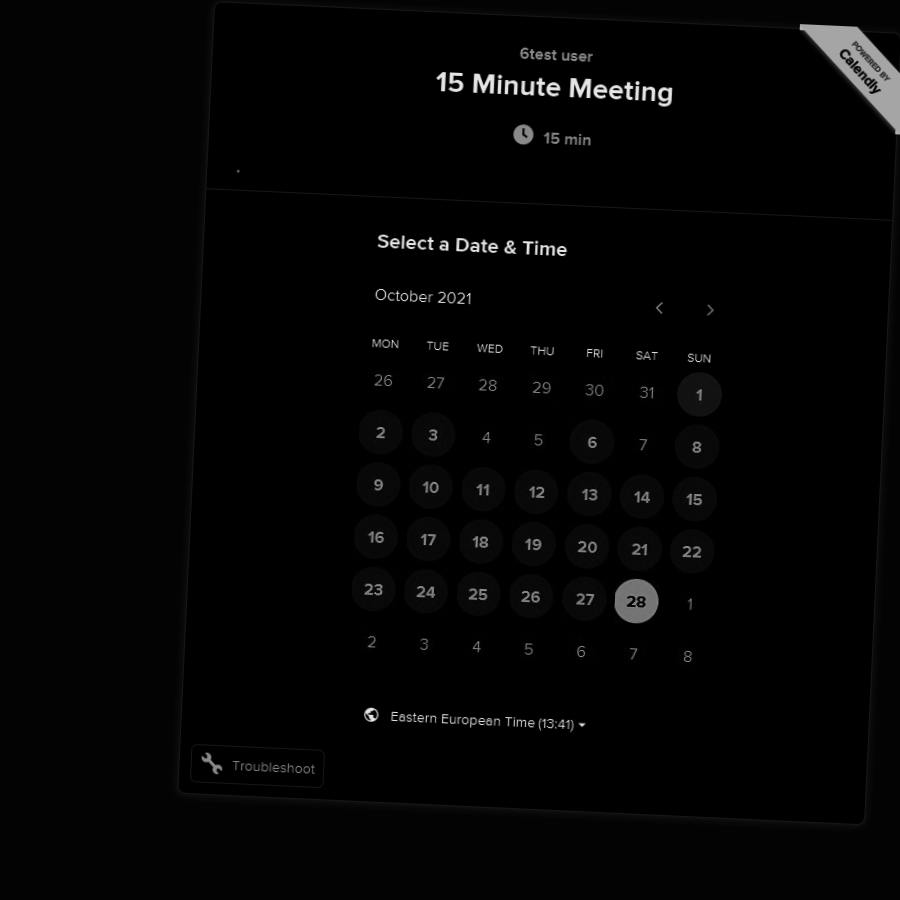 6test user
15 Minute Meeting
15 min
POWERED BY
Calendly
Select a Date & Time
October 2021
MON TUE WED THU FRI SAT SUN
26 27 28 29 30 31 1
2 3 4 5 6 7 8
9 10 11 12 13 14 15
16 17 18 19 20 21 22
23 24 25 26 27 28 1
2 3 4 5 6 7 8
Eastern European Time (13:41)
Troubleshoot